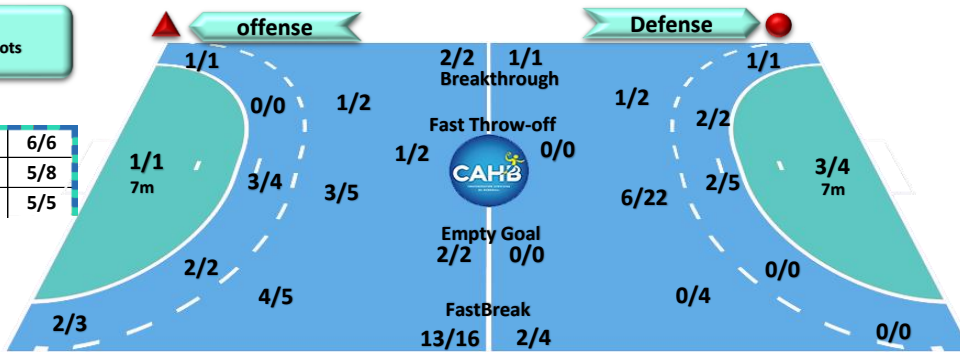 offense
Defense
ots
1/1
2/2
1/1
1/1
Breakthrough
0/0
1/2
1/2
2/2
Fast Throw-off
6/6
5/8
5/5
1/1
7m
1/2
0/0
CAHB
3/4
7m
3/4
3/5
6/22
2/5
Empty Goal
2/2
0/0
2/2
0/0
4/5
0/4
FastBreak
2/3
13/16
2/4
0/0